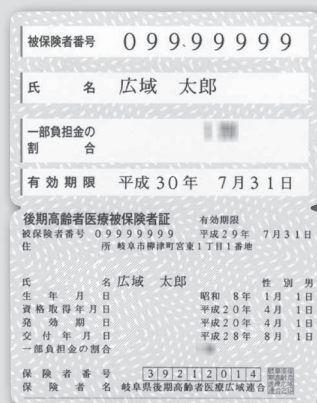 被保険者番号 099.99999
氏名 広域 太郎
一部負担金の
割合
有効期限 平成30年 7月31日
後期高齢者医療被保険者証 有効期限
被保険者番号 09999999 平成29年 7月31日
住所 岐阜市柳津町宮東1丁目1番地
氏名 広域 太郎 性別 男
生年月日 昭和 8年 1月 1日
資格取得年月日 平成20年 4月 1日
発効期日 平成20年 4月 1日
交付年月日 平成28年 8月 1日
一部負担金の割合
保険者番号 39212014
保険者名 岐阜県後期高齢者医療広域連合